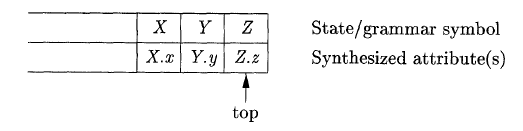 X Y Z State/grammar symbol
X.x Y.y Z.z Synthesized attribute(s)
top